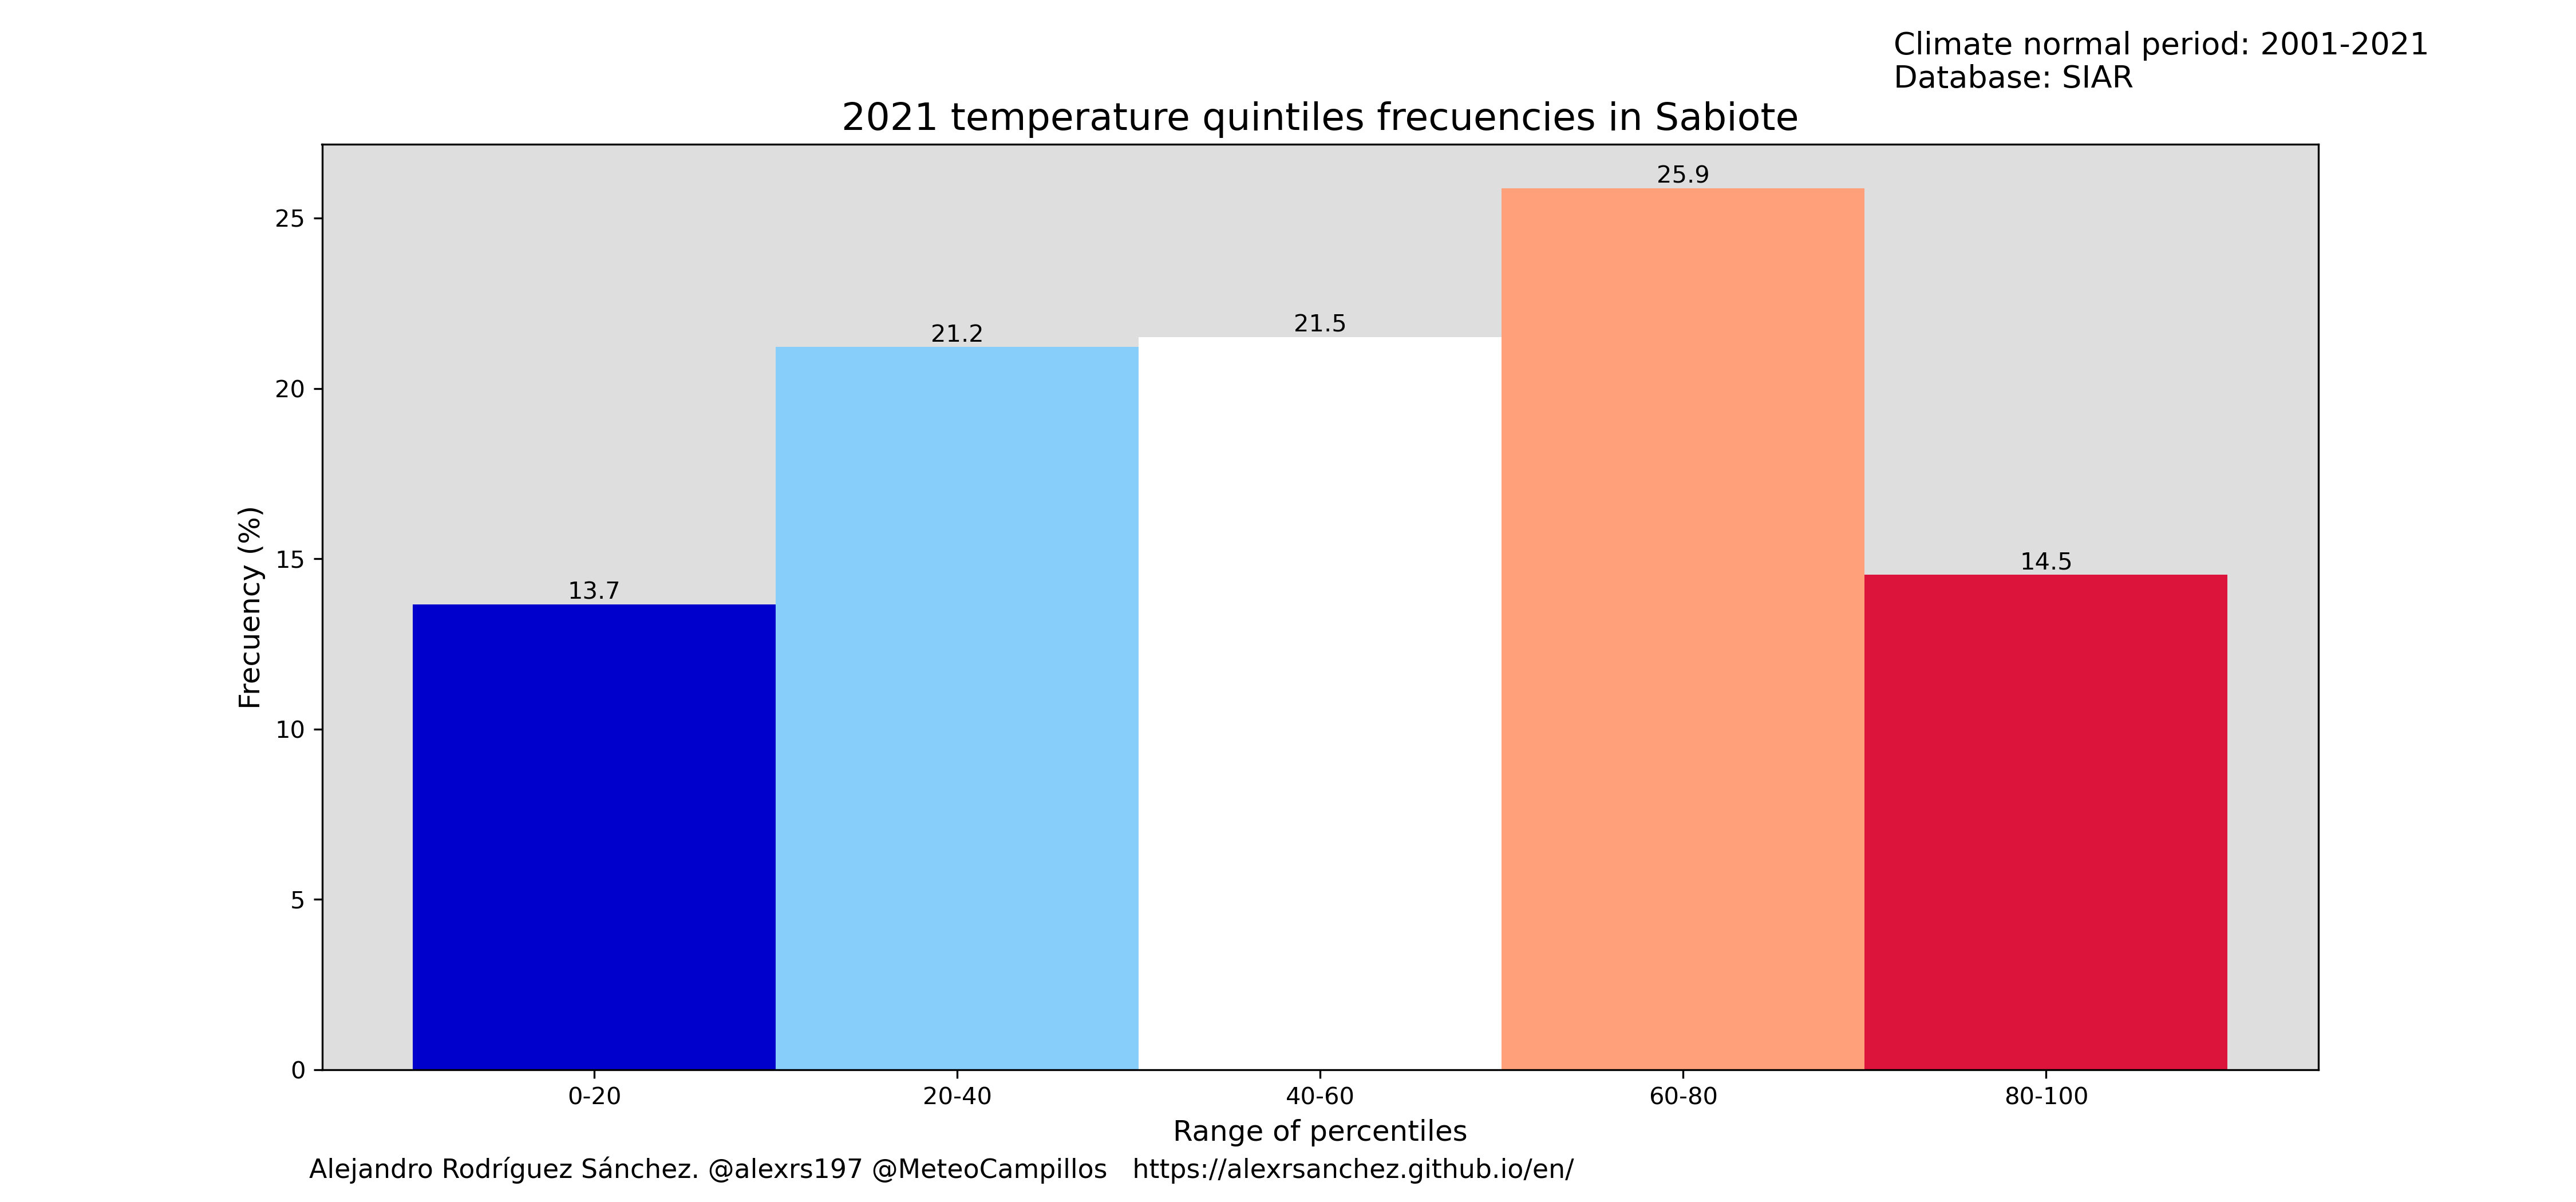 Climate normal period: 2001-2021
Database: SIAR
2021 temperature quintiles frecuencies in Sabiote
25.9
25
21.5
21.2
20
Frecuency (%)
15
14.5
13.7
10
5
0
0-20 20-40 40-60 60-80 80-100
Range of percentiles
Alejandro Rodríguez Sánchez. @alexrs197 @MeteoCampillos https://alexrsanchez.github.io/en/